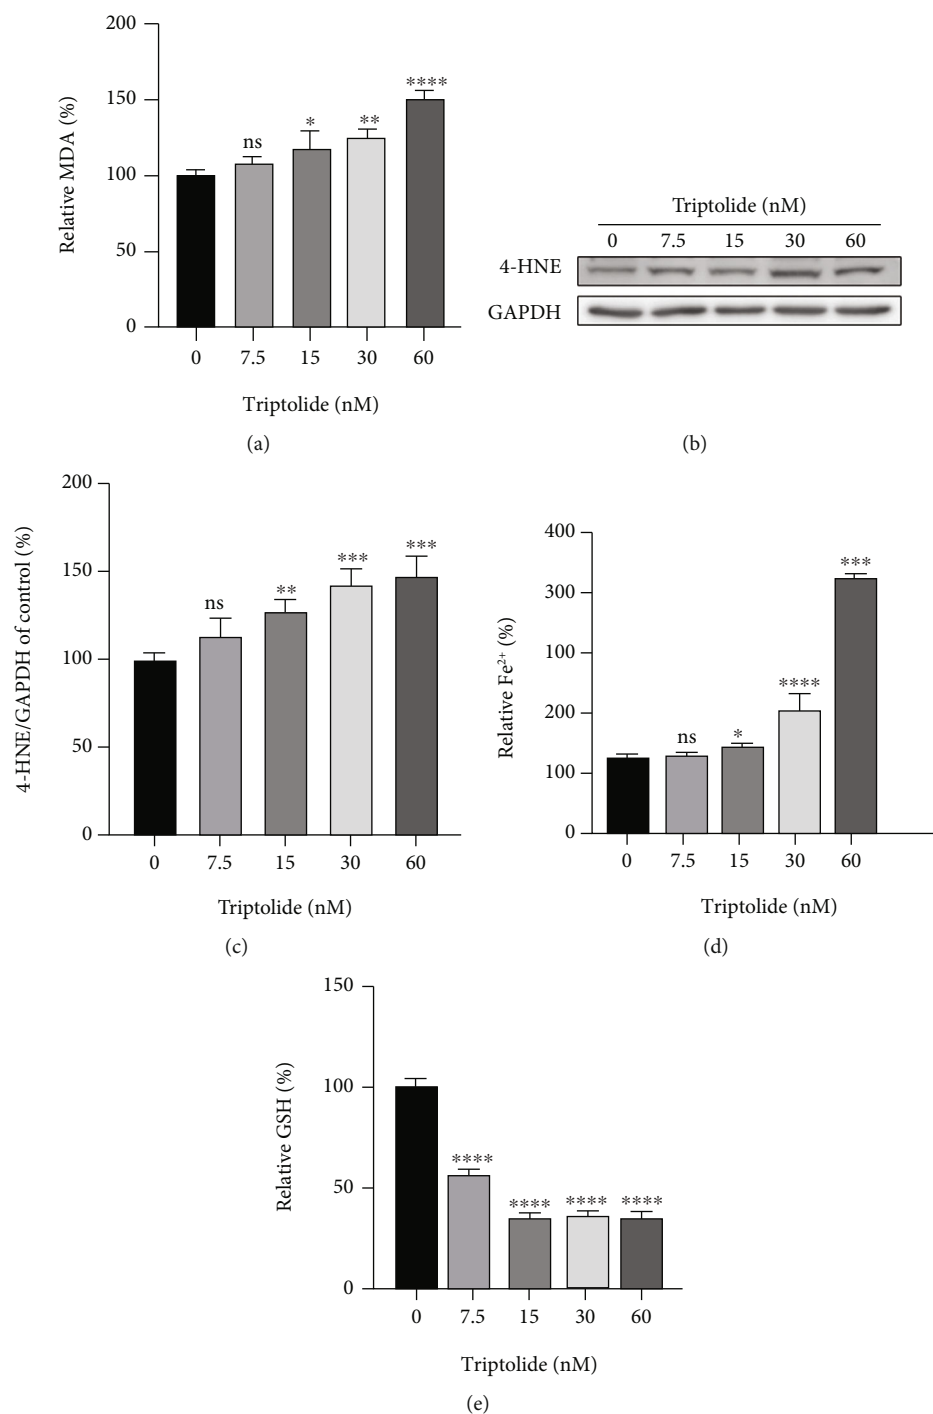 200
150
100
50
0
Relative MDA (%)
ns
*
**
****
0 7.5 15 30 60
Triptolide (nM)
(a)
Triptolide (nM)
0 7.5 15 30 60
4-HNE
GAPDH
(b)
200
150
100
50
0
4-HNE/GAPDH of control (%)
ns
**
***
***
0 7.5 15 30 60
Triptolide (nM)
(c)
400
300
100
200
100
0
Relative Fe²⁺ (%)
ns
*
****
***
0 7.5 15 30 60
Triptolide (nM)
(d)
150
100
50
0
Relative GSH (%)
****
****
****
****
0 7.5 15 30 60
Triptolide (nM)
(e)